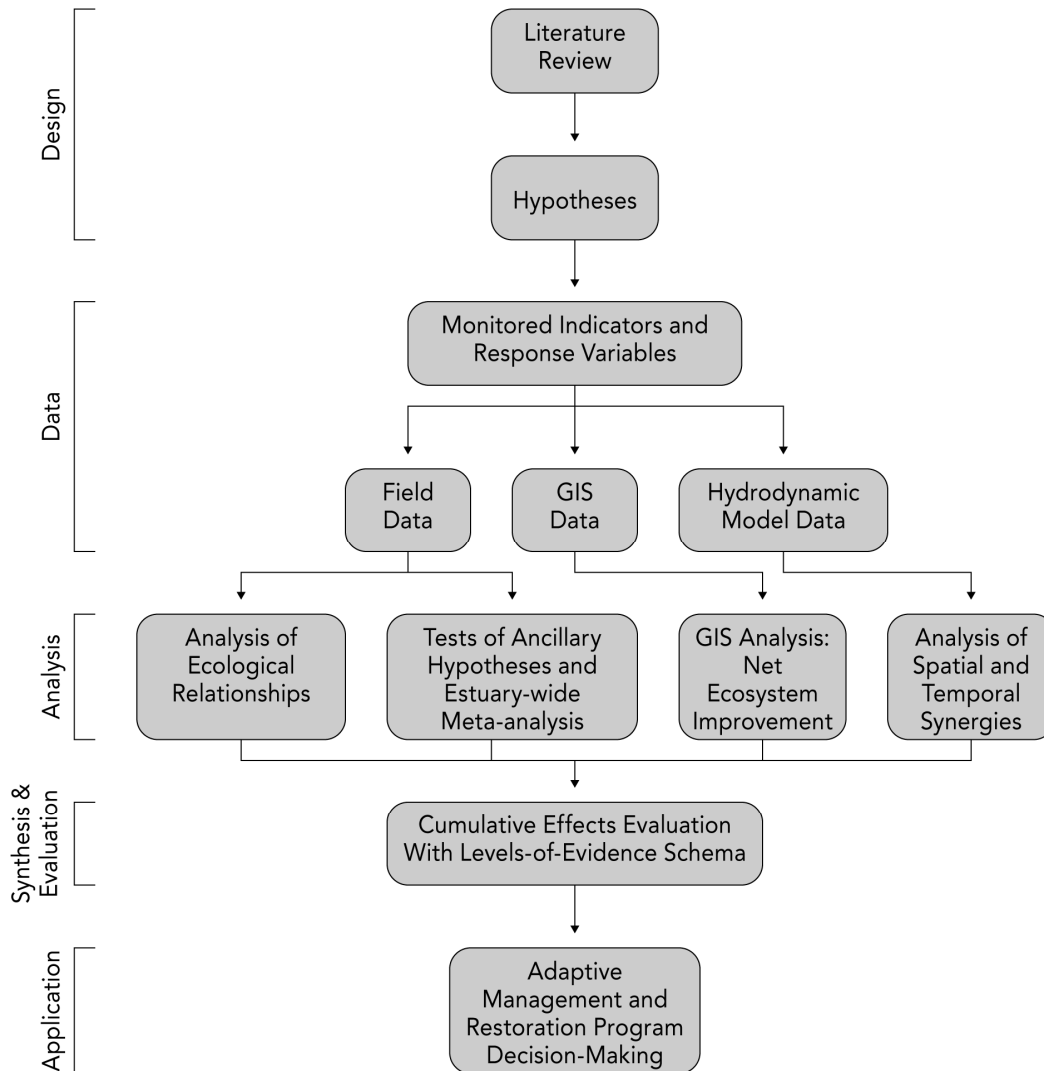 Design
Literature
Review
Hypotheses
Data
Monitored Indicators and
Response Variables
Field
Data
GIS
Data
Hydrodynamic
Model Data
Analysis
Analysis of
Ecological
Relationships
Tests of Ancillary
Hypotheses and
Estuary-wide
Meta-analysis
GIS Analysis:
Net
Ecosystem
Improvement
Analysis of
Spatial and
Temporal
Synergies
Synthesis &
Evaluation
Cumulative Effects Evaluation
With Levels-of-Evidence Schema
Application
Adaptive
Management and
Restoration Program
Decision-Making